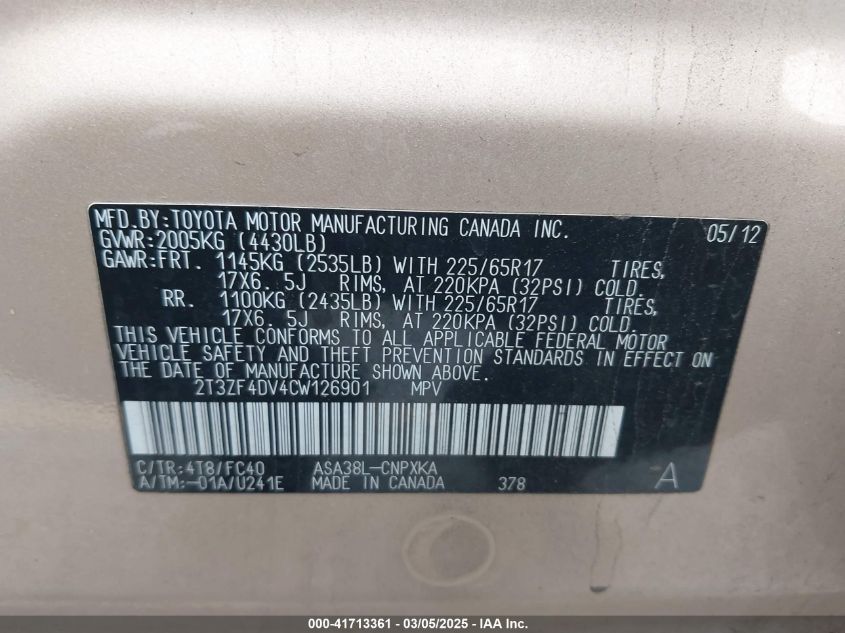 MFD.BY:TOYOTA MOTOR MANUFACTURING CANADA INC. 05/12
GVWR:2005KG (4430LB)
GAWR:FRT. 1145KG (2535LB) WITH 225/65R17 TIRES,
17X6. 5J RIMS, AT 220KPA (32PSI) COLD.
RR. 1100KG (2435LB) WITH 225/65R17 TIRES,
17X6. 5J RIMS, AT 220KPA (32PSI) COLD.
THIS VEHICLE CONFORMS TO ALL APPLICABLE FEDERAL MOTOR
VEHICLE SAFETY AND THEFT PREVENTION STANDARDS IN EFFECT ON
THE DATE OF MANUFACTURE SHOWN ABOVE.
2T3ZF4DV4CW126901 MPV
C/TR:4T8/FC40 ASA38L-CNPXKA
A/TM:-01A/U241E MADE IN CANADA 378 A
000-41713361 - 03/05/2025 - IAA Inc.